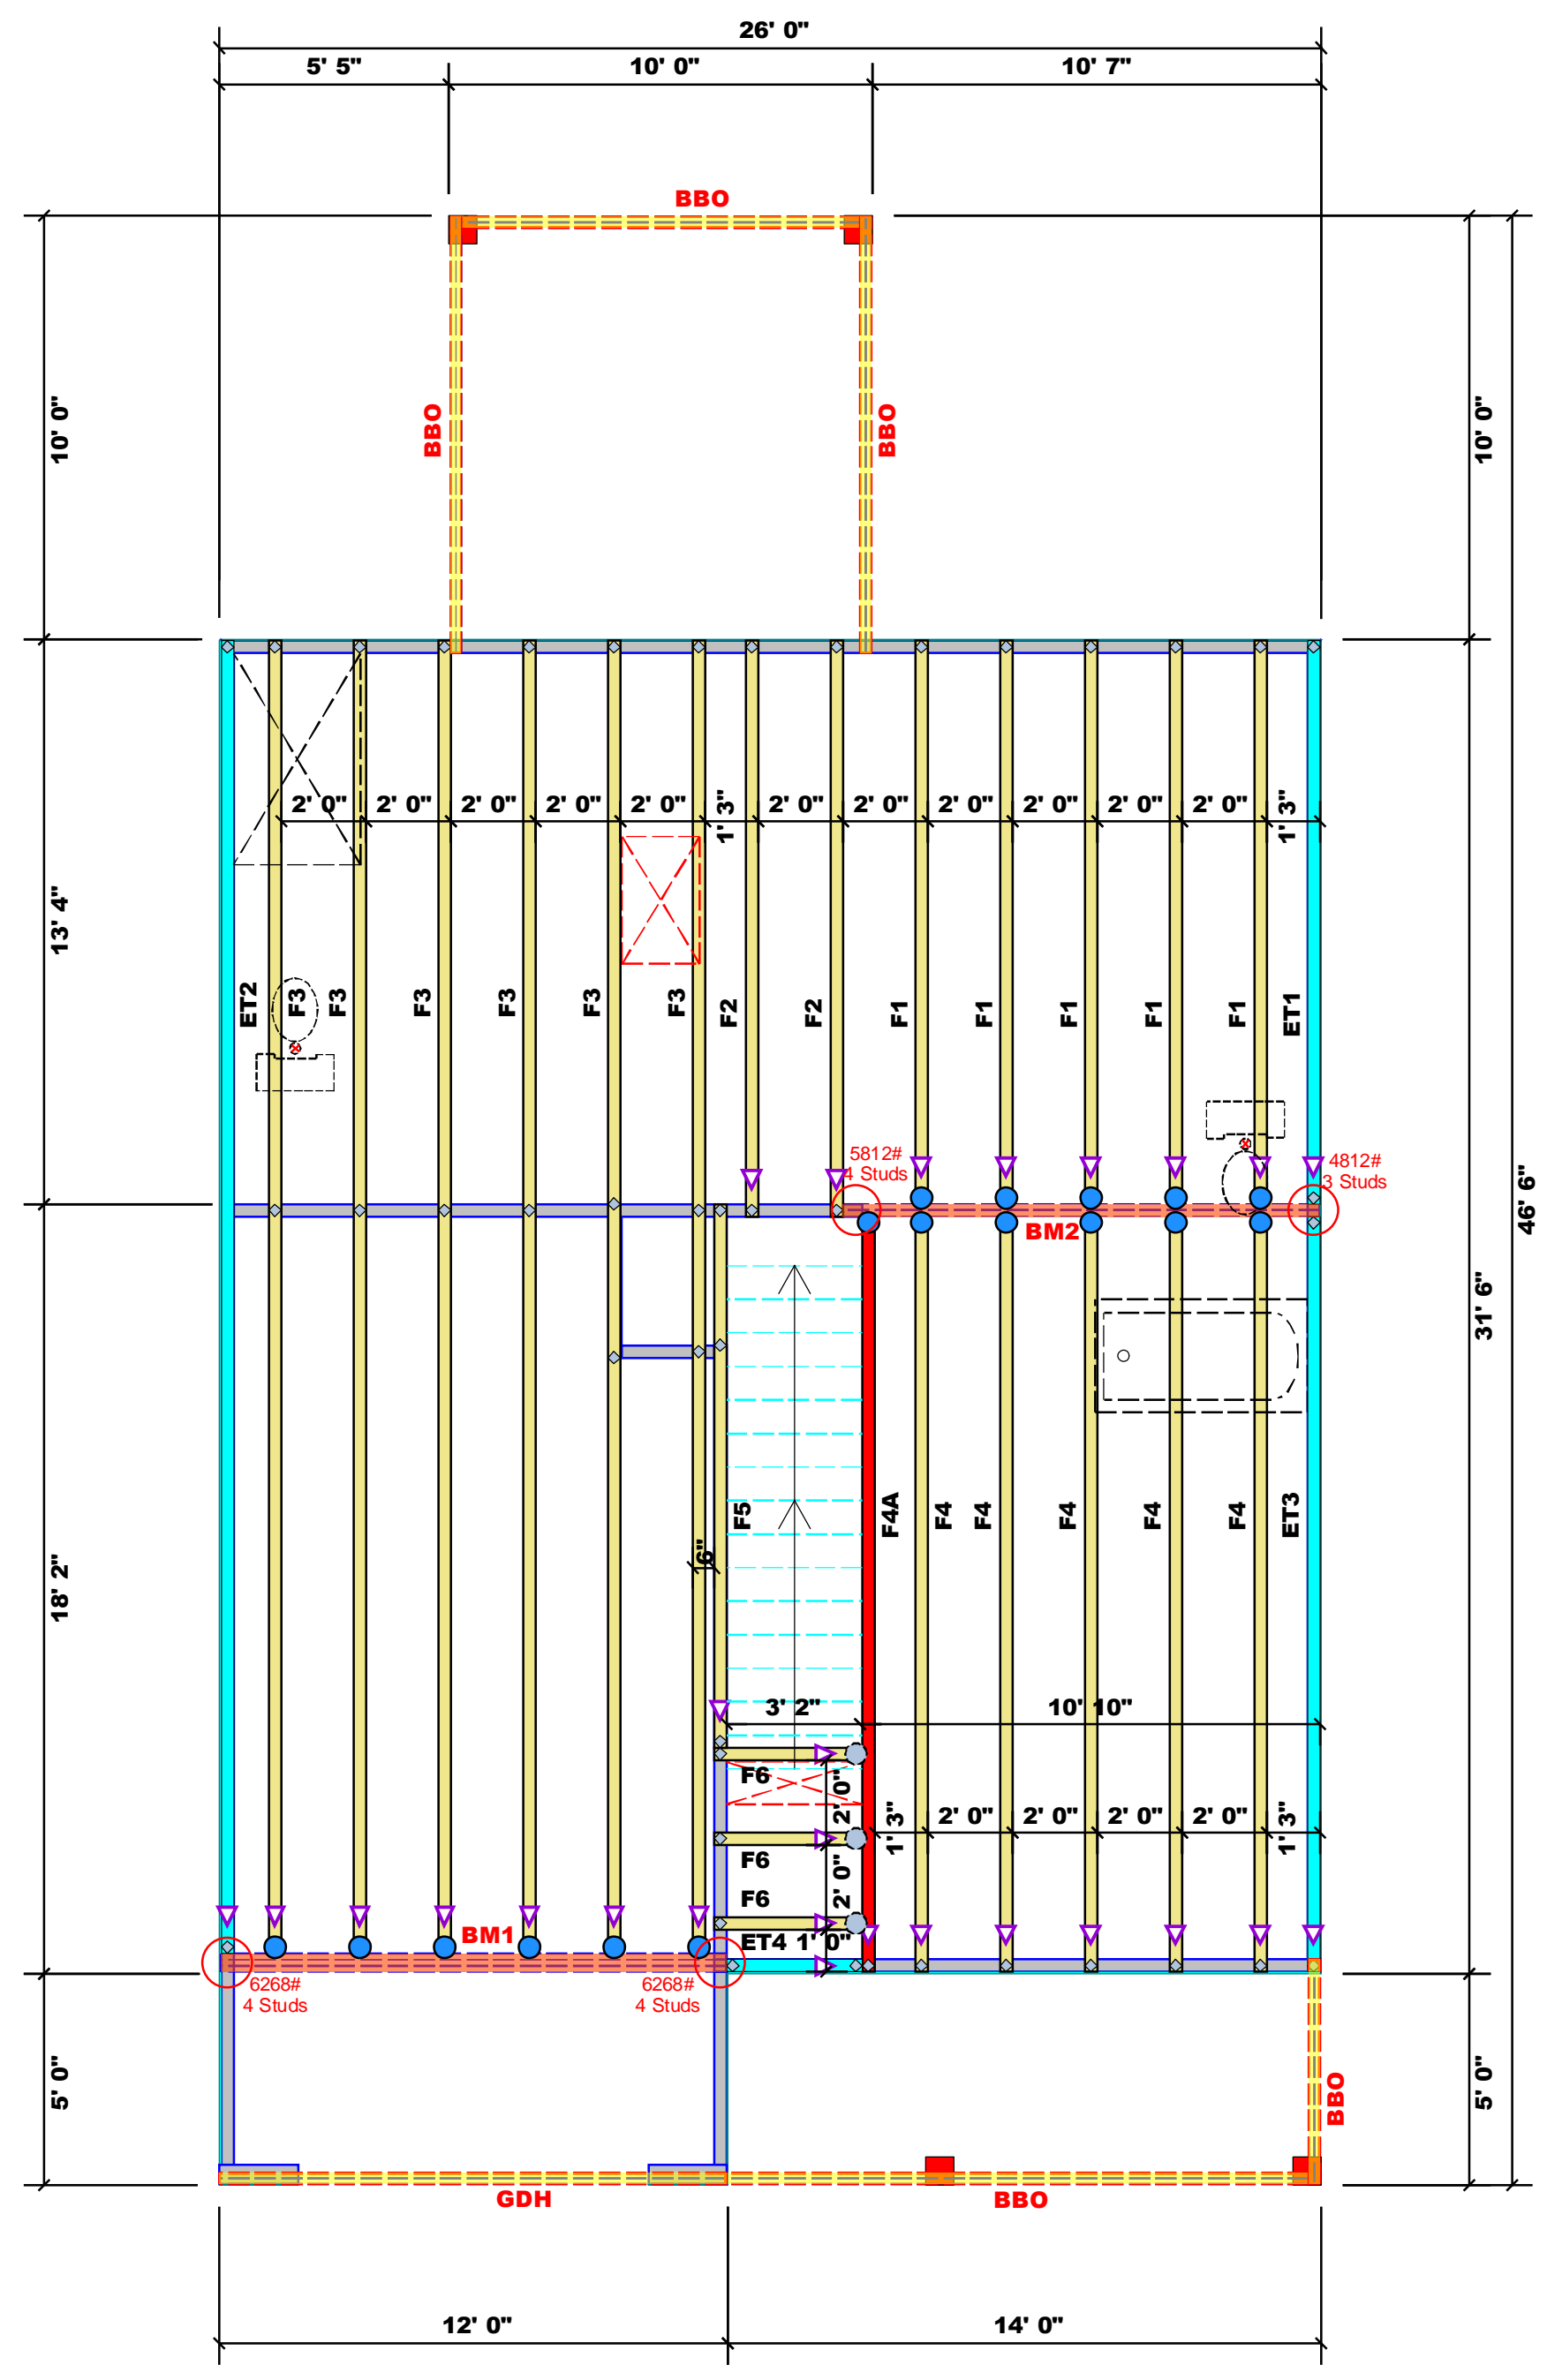 26' 0"
5' 5" 10' 0" 10' 7"
BBO
10' 0" BBO BBO 10' 0"
2' 0" 2' 0" 2' 0" 2' 0" 2' 0" 1' 3" 2' 0" 2' 0" 2' 0" 2' 0" 2' 0" 2' 0" 1' 3"
13' 4"
ET2 F3 F3 F3 F3 F3 F3 F2 F2 F1 F1 F1 F1 F1 ET1
5812#
4 Studs
4812#
3 Studs
46' 6"
BM2
31' 6"
F5 F4A F4 F4 F4 F4 F4 ET3
6"
18' 2"
3' 2" 10' 10"
F6 2' 0"
1' 3" 2' 0" 2' 0" 2' 0" 2' 0" 1' 3"
F6 2' 0"
F6
BM1 ET4 1' 0"
6268#
4 Studs
6268#
4 Studs
5' 0" BBO 5' 0"
GDH BBO
12' 0" 14' 0"